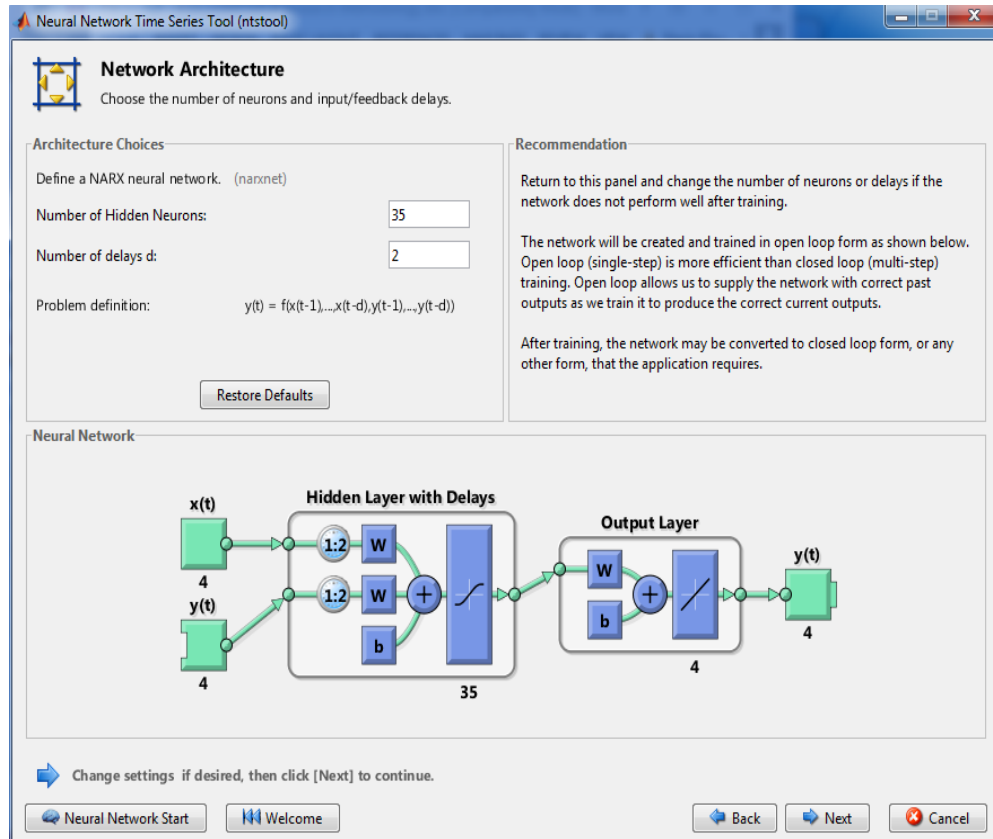 Neural Network Time Series Tool (ntstool)
Network Architecture
Choose the number of neurons and input/feedback delays.
Architecture Choices
Define a NARX neural network. (narxnet)
Number of Hidden Neurons: 35
Number of delays d: 2
Problem definition: y(t) = f(x(t-1),...,x(t-d),y(t-1),...,y(t-d))
Restore Defaults
Recommendation
Return to this panel and change the number of neurons or delays if the
network does not perform well after training.
The network will be created and trained in open loop form as shown below.
Open loop (single-step) is more efficient than closed loop (multi-step)
training. Open loop allows us to supply the network with correct past
outputs as we train it to produce the correct current outputs.
After training, the network may be converted to closed loop form, or any
other form, that the application requires.
Neural Network
x(t)
4
y(t)
4
Hidden Layer with Delays
1:2 W
1:2 W
b
35
Output Layer
W
b
4
y(t)
4
Change settings if desired, then click [Next] to continue.
Neural Network Start
Welcome
Back
Next
Cancel